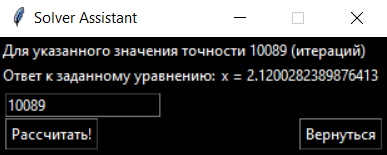 Solver Assistant
Для указанного значения точности 10089 (итераций)
Ответ к заданному уравнению: x = 2.1200282389876413
10089
Рассчитать! Вернуться